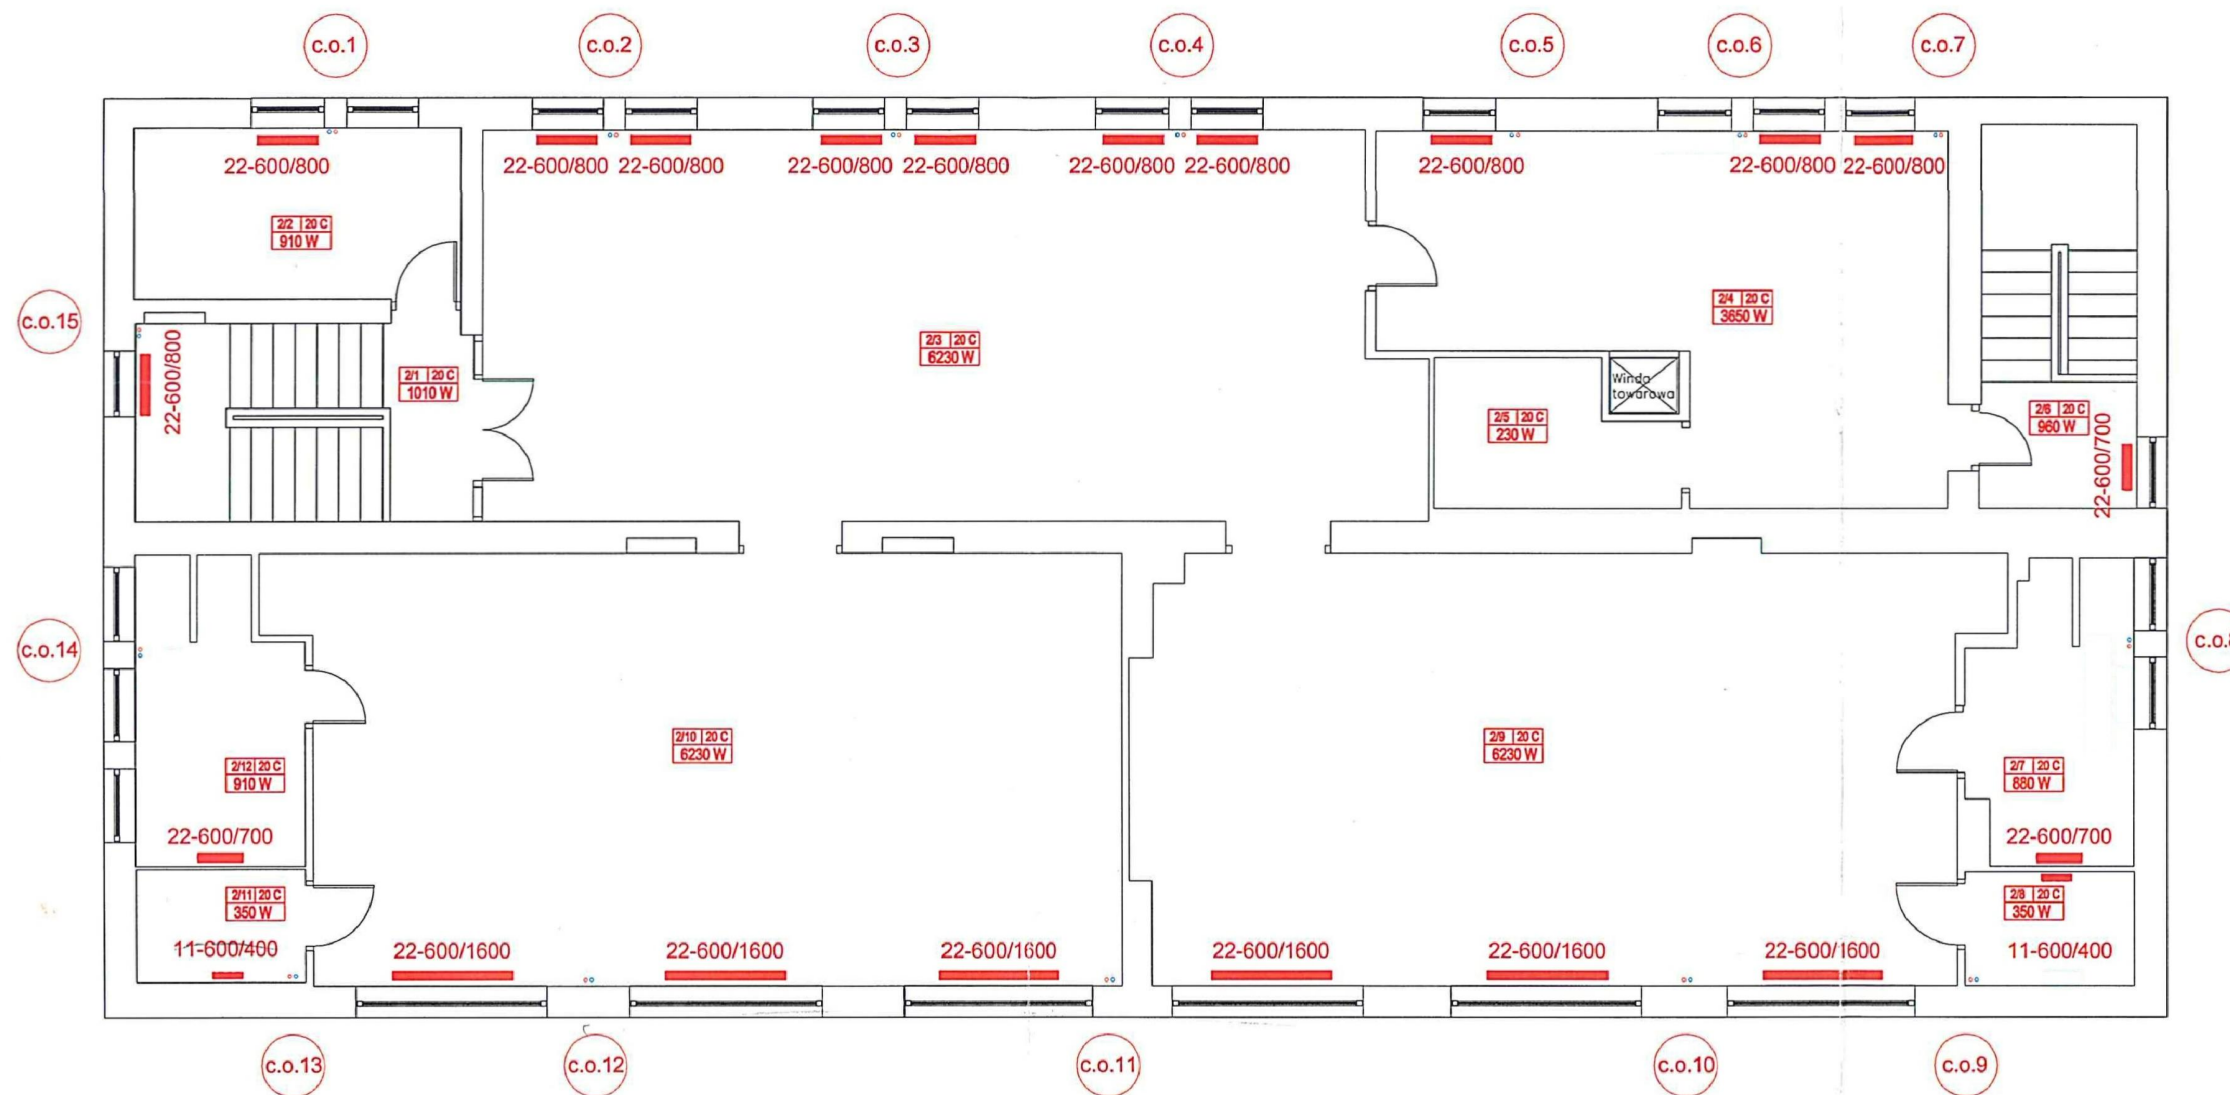 c.o.1
c.o.2
c.o.3
c.o.4
c.o.5
c.o.6
c.o.7
22-600/800
22-600/800
22-600/800
22-600/800
22-600/800
22-600/800
22-600/800
22-600/800
22-600/800
22-600/800
2/2 20 C
910 W
c.o.15
22-600/800
2/1 20 C
1010 W
2/3 20 C
6230 W
2/4 20 C
3650 W
Winda
towarowa
2/5 20 C
230 W
2/6 20 C
960 W
22-600/700
c.o.14
c.o.8
2/12 20 C
910 W
22-600/700
2/10 20 C
6230 W
2/9 20 C
6230 W
2/7 20 C
880 W
22-600/700
2/11 20 C
350 W
11-600/400
22-600/1600
22-600/1600
22-600/1600
22-600/1600
22-600/1600
22-600/1600
2/8 20 C
350 W
11-600/400
c.o.13
c.o.12
c.o.11
c.o.10
c.o.9